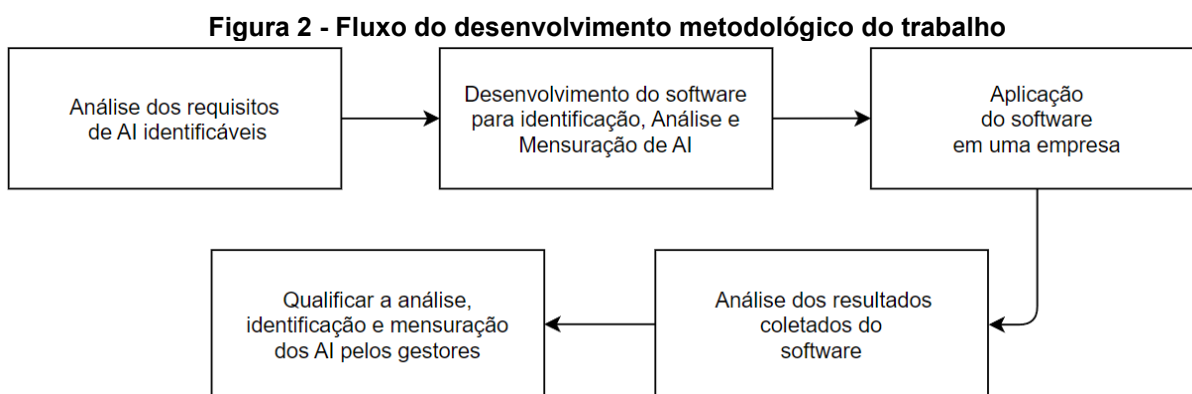 Figura 2 - Fluxo do desenvolvimento metodológico do trabalho
Análise dos requisitos
de AI identificáveis
Desenvolvimento do software
para identificação, Análise e
Mensuração de AI
Aplicação
do software
em uma empresa
Análise dos resultados
coletados do
software
Qualificar a análise,
identificação e mensuração
dos AI pelos gestores